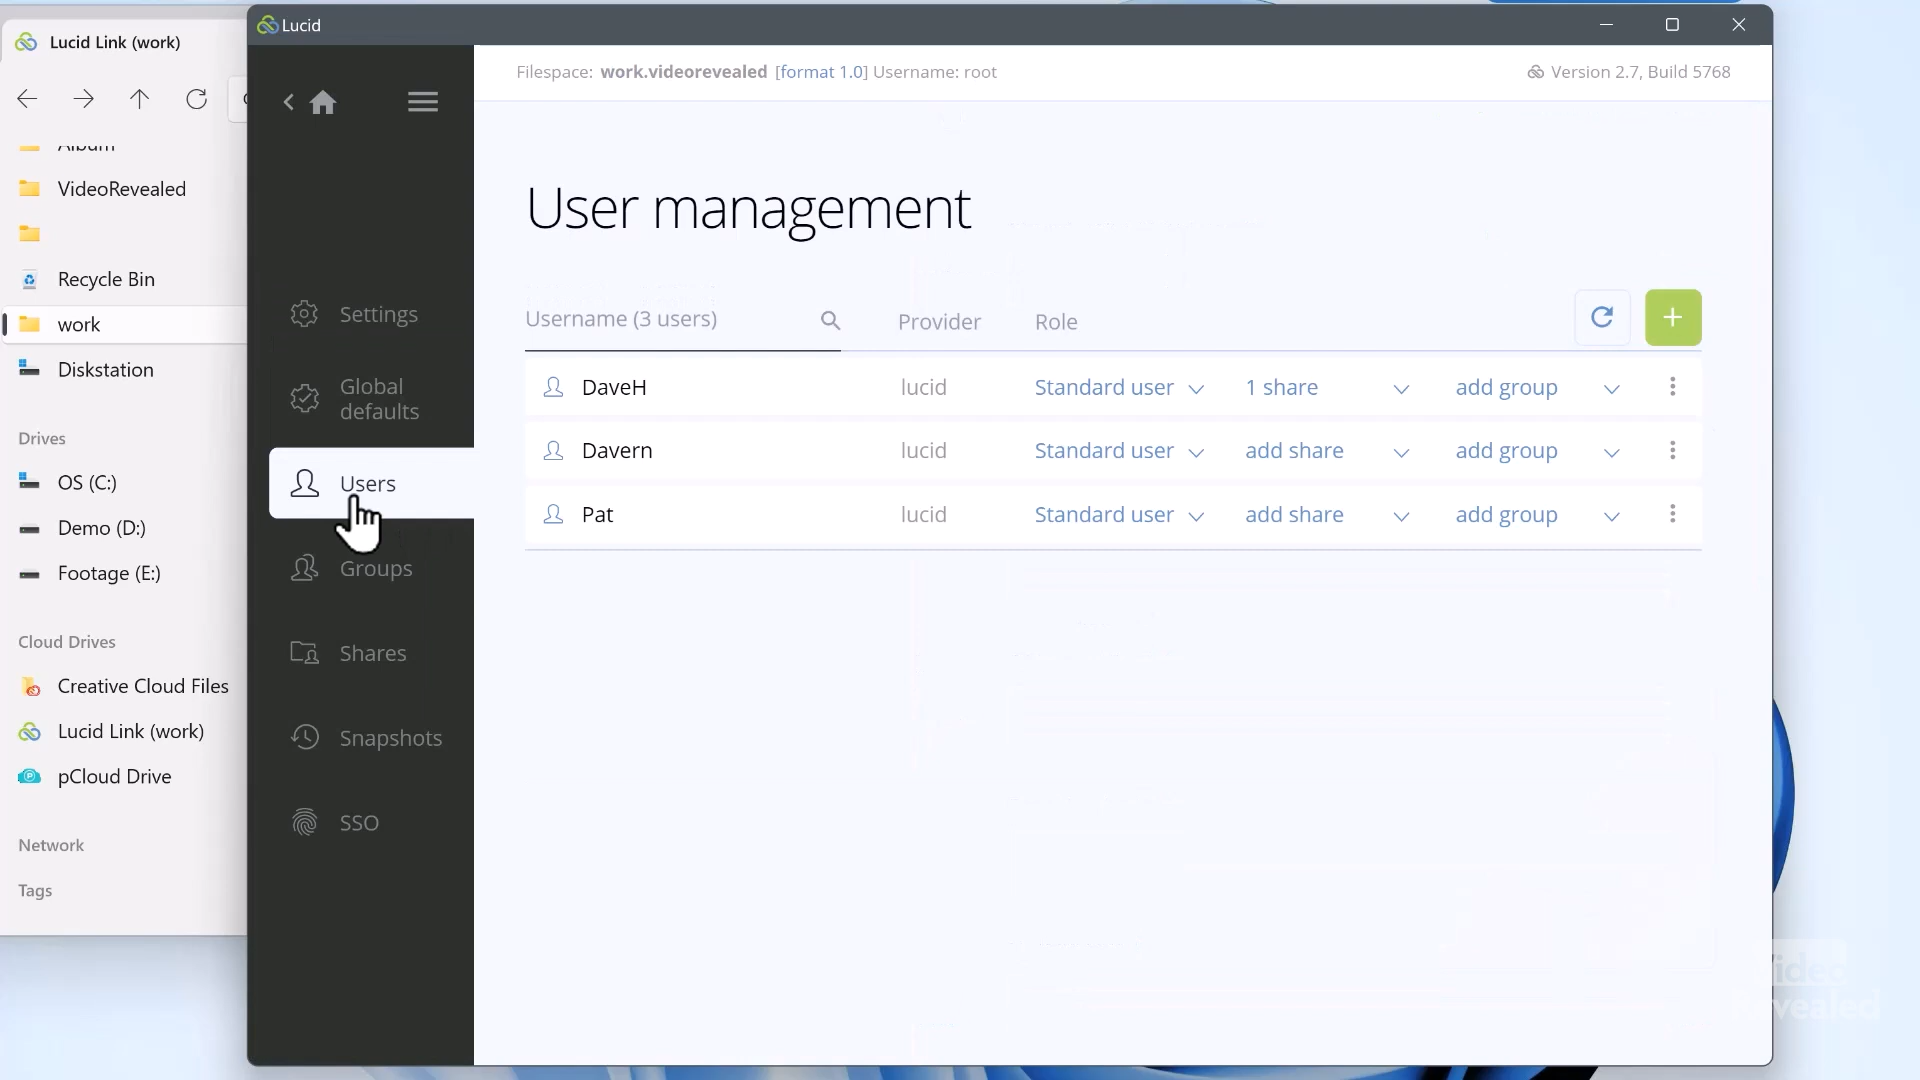 Lucid Link (work)
VideoRevealed
Recycle Bin
work
Diskstation
Drives
OS (C:)
Demo (D:)
Footage (E:)
Cloud Drives
Creative Cloud Files
Lucid Link (work)
pCloud Drive
Network
Tags
Lucid
Settings
Global
defaults
Users
Groups
Shares
Snapshots
SSO
Filespace: work.videorevealed [format 1.0] Username: root
Version 2.7, Build 5768
User management
Username (3 users) Provider Role
DaveH lucid Standard user 1 share add group
Davern lucid Standard user add share add group
Pat lucid Standard user add share add group